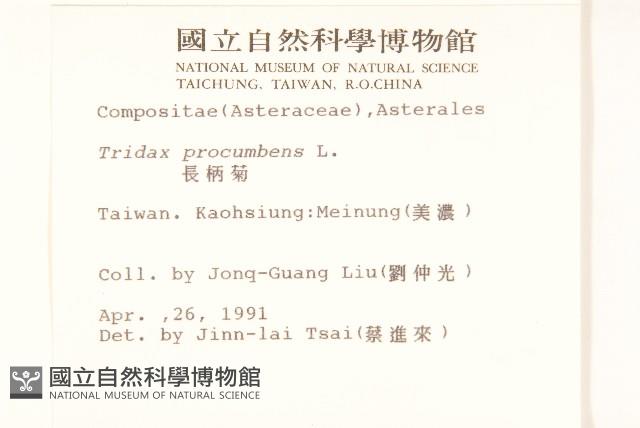 國立自然科學博物館
NATIONAL MUSEUM OF NATURAL SCIENCE
TAICHUNG, TAIWAN, R.O.CHINA
Compositae(Asteraceae),Asterales
Tridax procumbens L.
長柄菊
Taiwan. Kaohsiung:Meinung(美濃)
Coll. by Jonq-Guang Liu(劉仲光)
Apr. ,26, 1991
Det. by Jinn-lai Tsai(蔡進來)
國立自然科學博物館
NATIONAL MUSEUM OF NATURAL SCIENCE